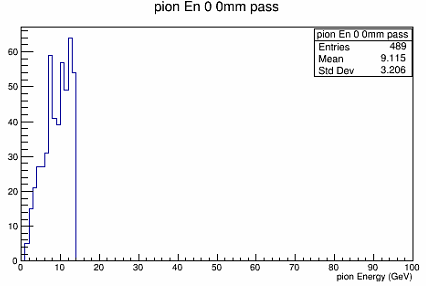 pion En 0 0mm pass
pion En 0 0mm pass
Entries 489
Mean 9.115
Std Dev 3.206
60
50
40
30
20
10
0
0 10 20 30 40 50 60 70 80 90 100
pion Energy (GeV)